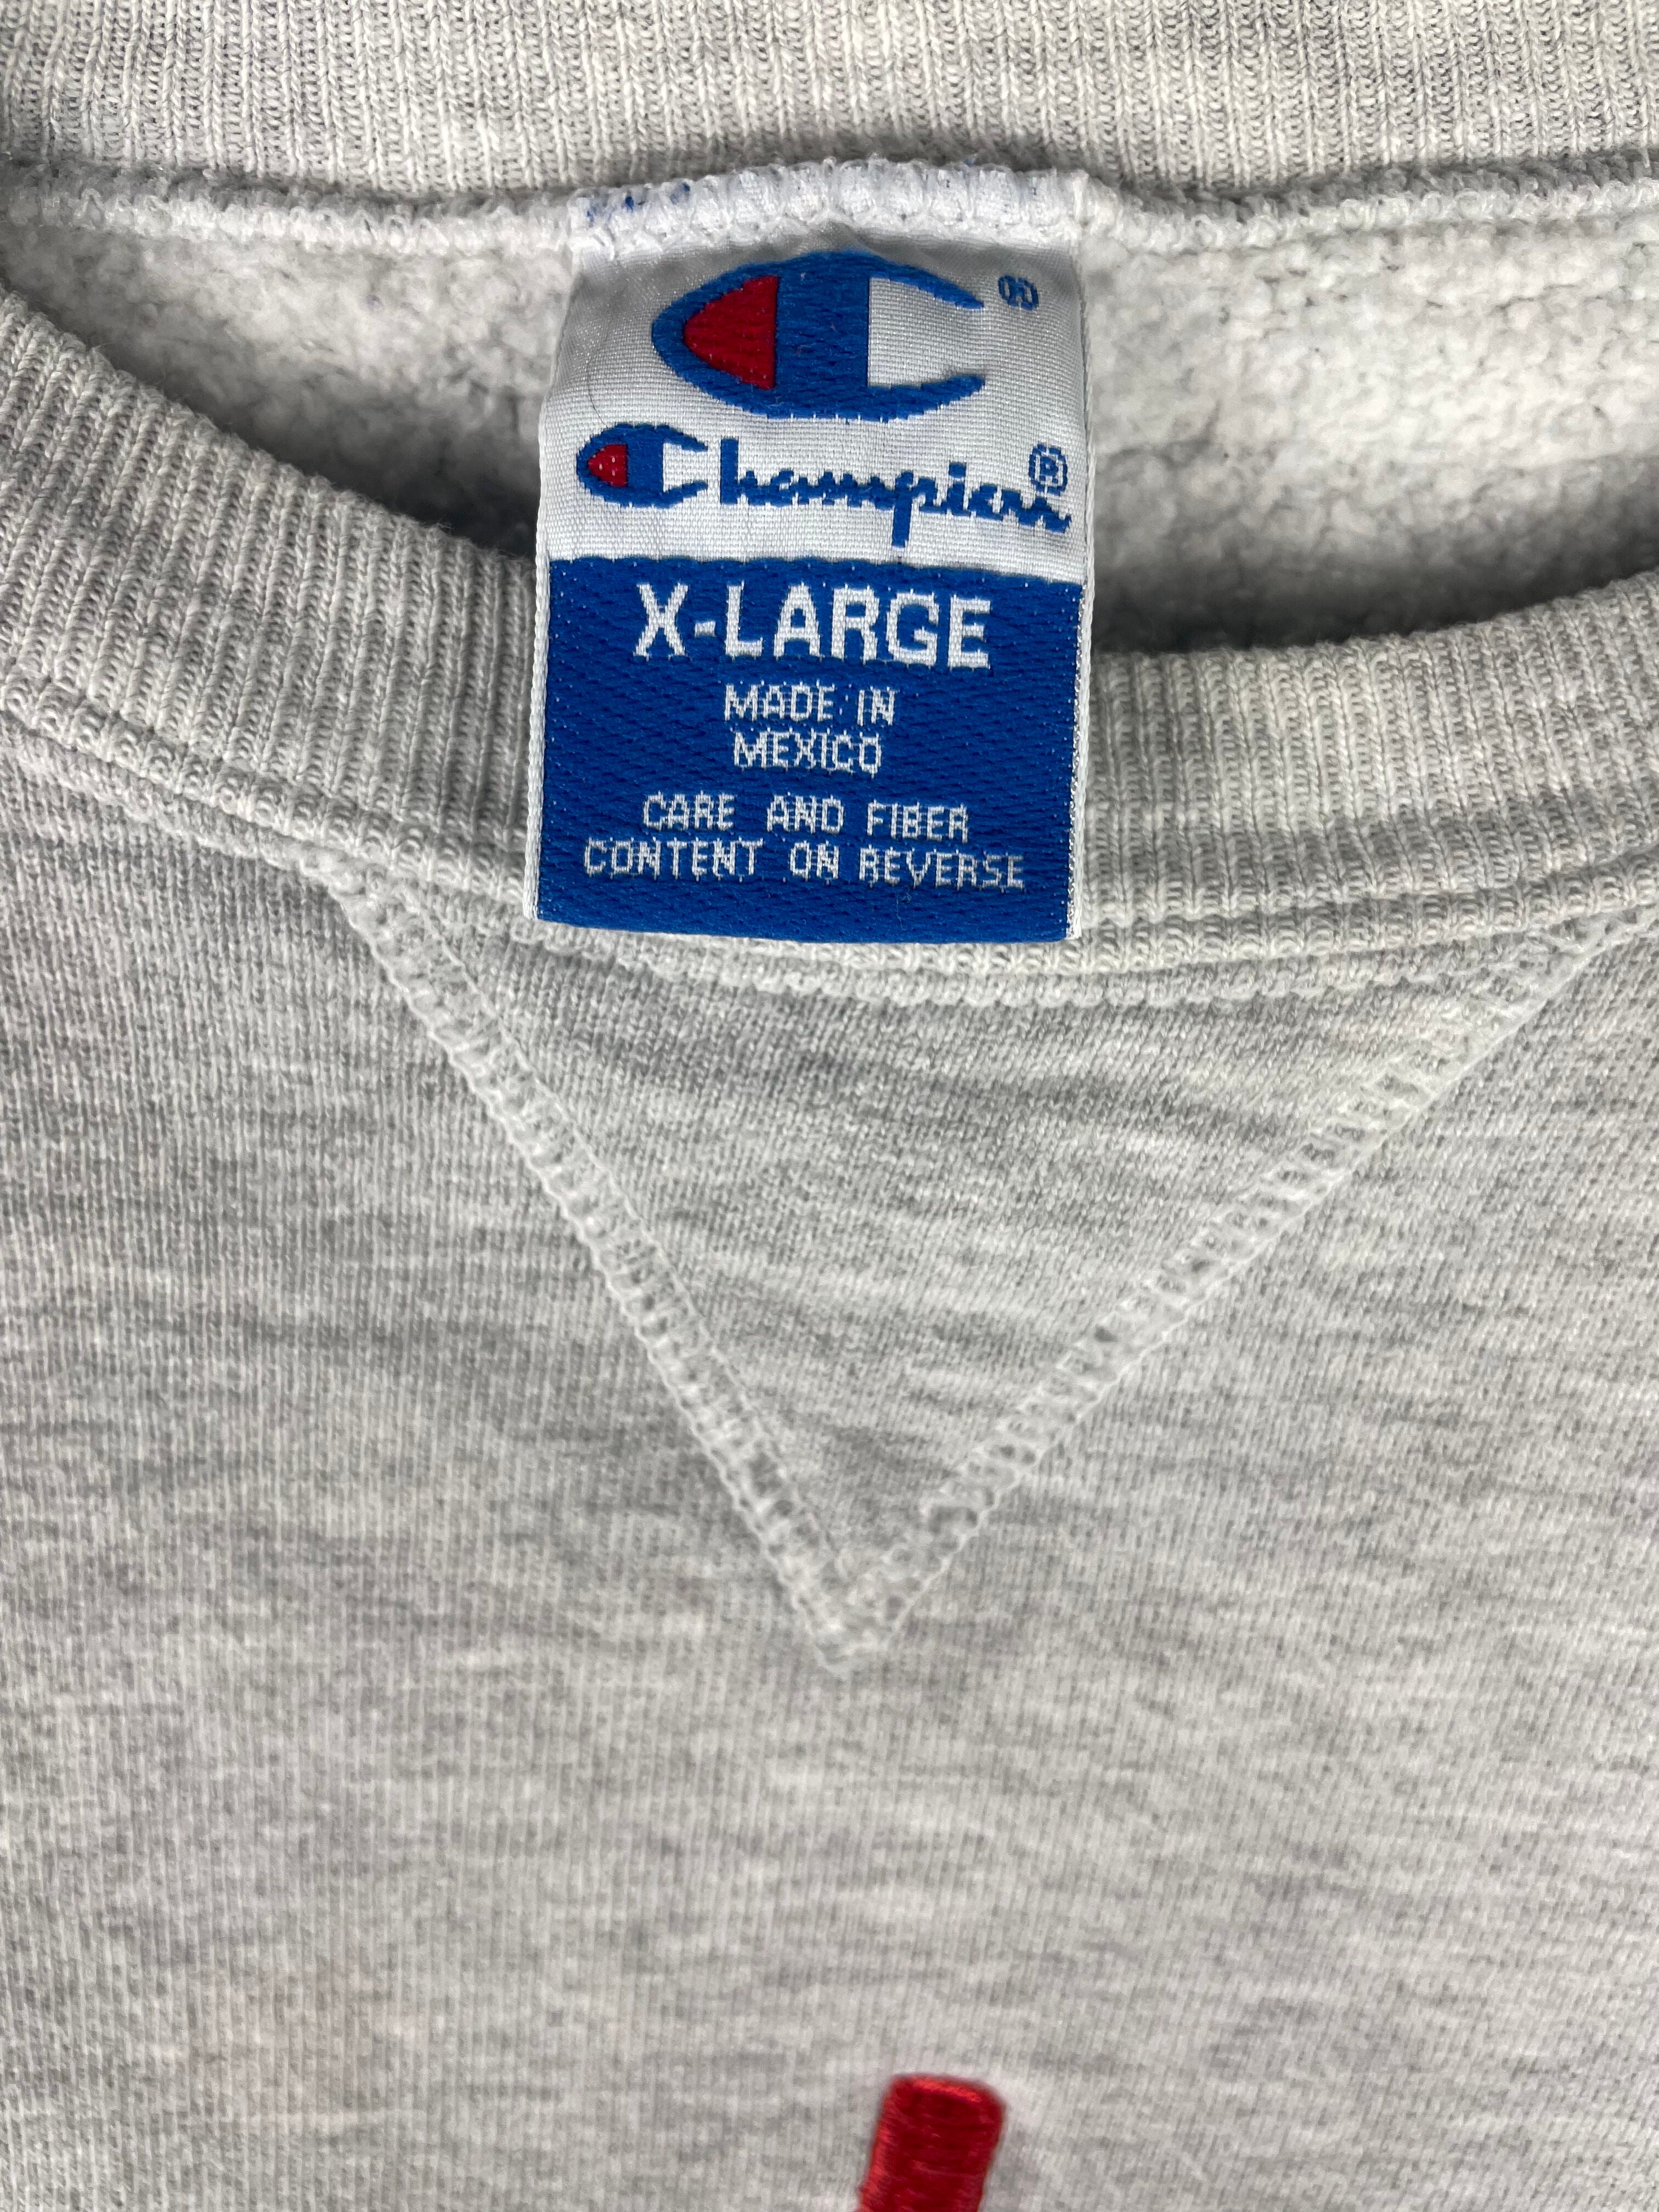 ®
Champion®
X-LARGE
MADE IN
MEXICO
CARE AND FIBER
CONTENT ON REVERSE